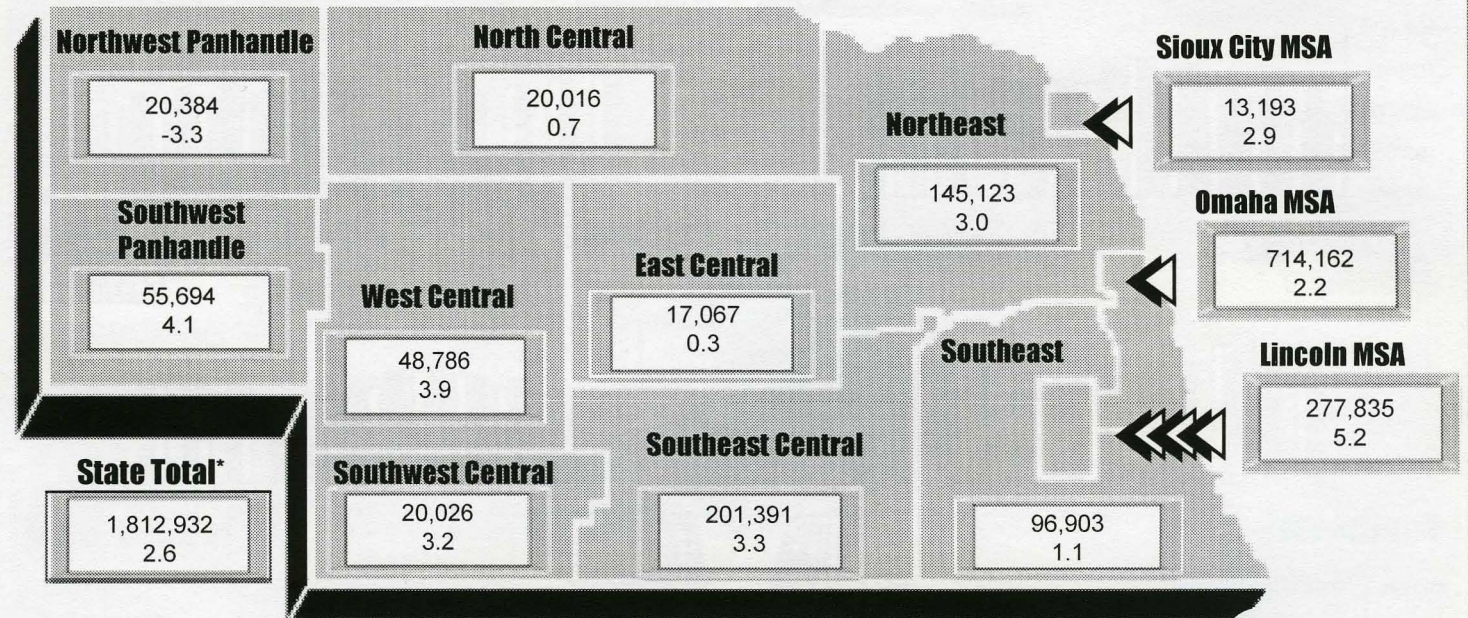 Northwest Panhandle
20,384
-3.3
North Central
20,016
0.7
Sioux City MSA
13,193
2.9
Northeast
145,123
3.0
Southwest
Panhandle
55,694
4.1
West Central
48,786
3.9
East Central
17,067
0.3
Omaha MSA
714,162
2.2
Southeast
96,903
1.1
Lincoln MSA
277,835
5.2
State Total*
1,812,932
2.6
Southwest Central
20,026
3.2
Southeast Central
201,391
3.3